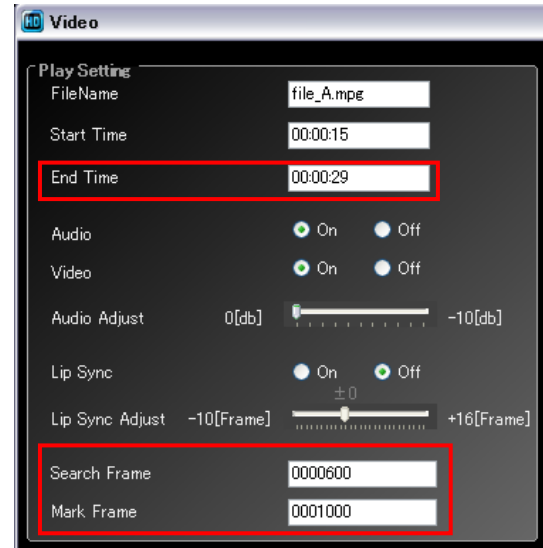 HD Video
Play Setting
FileName file_A.mpg
Start Time 00:00:15
End Time 00:00:29
Audio On Off
Video On Off
Audio Adjust 0[db] -10[db]
Lip Sync On Off
±0
Lip Sync Adjust -10[Frame] +16[Frame]
Search Frame 0000600
Mark Frame 0001000